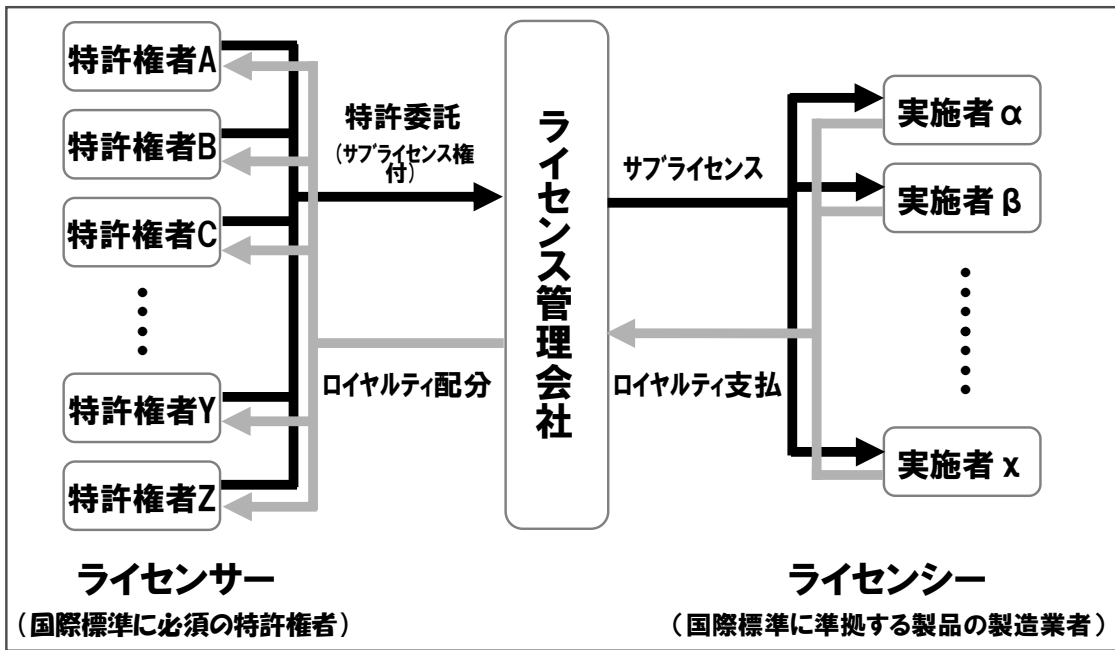 特許権者A
特許権者B
特許権者C
特許権者Y
特許権者Z
特許委託
(サブライセンス権
付)
ロイヤルティ配分
ライセンス管理会社
サブライセンス
ロイヤルティ支払
実施者 α
実施者 β
実施者 χ
ライセンサー
(国際標準に必須の特許権者)
ライセンシー
(国際標準に準拠する製品の製造業者)